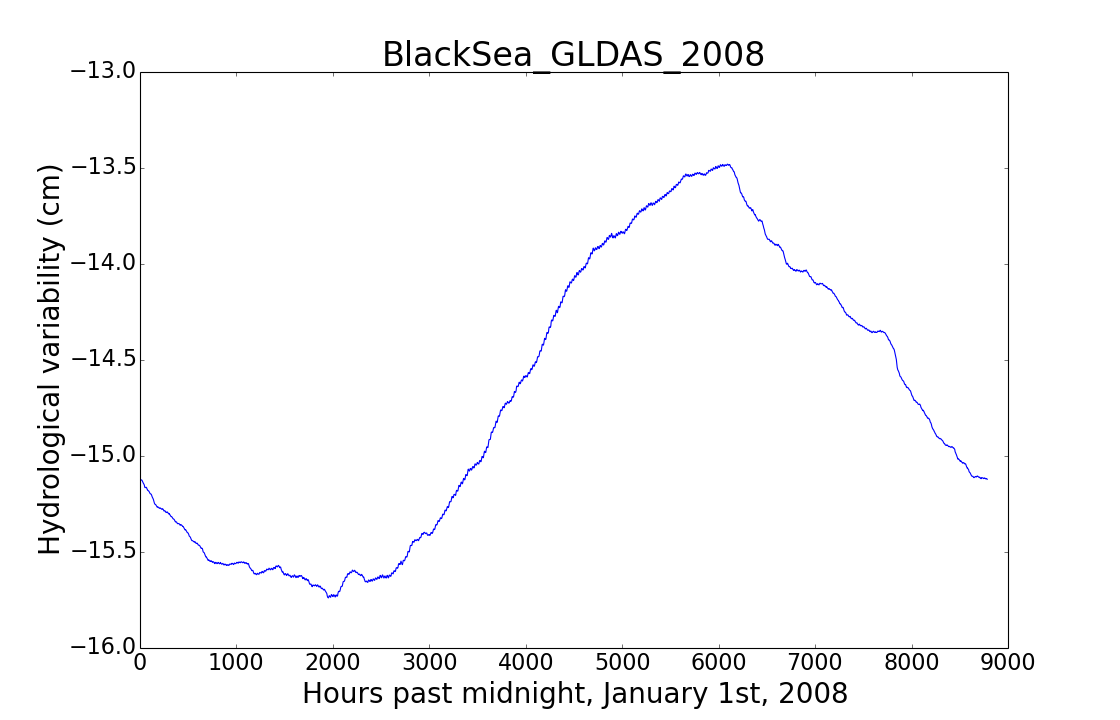 BlackSea_GLDAS_2008
Hydrological variability (cm)
−13.0
−13.5
−14.0
−14.5
−15.0
−15.5
−16.0
0 1000 2000 3000 4000 5000 6000 7000 8000 9000
Hours past midnight, January 1st, 2008